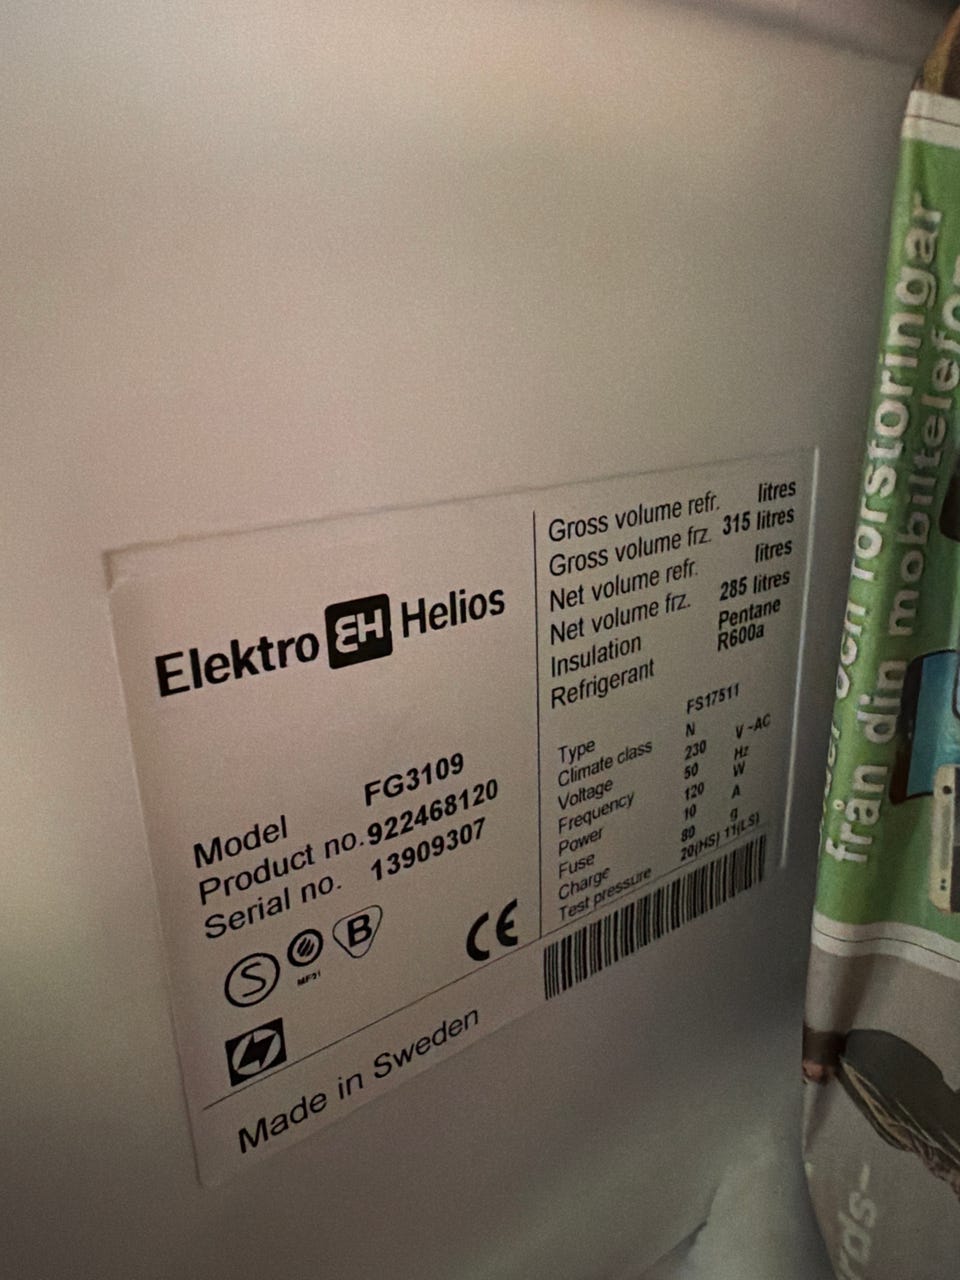 Elektro EH Helios
Model FG3109
Product no. 922468120
Serial no. 13909307
S
B
CE
Made in Sweden
Gross volume refr. litres
Gross volume frz. 315 litres
Net volume refr. litres
Net volume frz. 285 litres
Insulation Pentane
Refrigerant R600a
Type FS17511
Climate class N
Voltage 230 V~AC
Frequency 50 Hz
Power 120 W
Fuse 10 A
Charge 80 g
Test pressure 20(HS) 11(LS)
och förstoringar
från din mobiltelefon